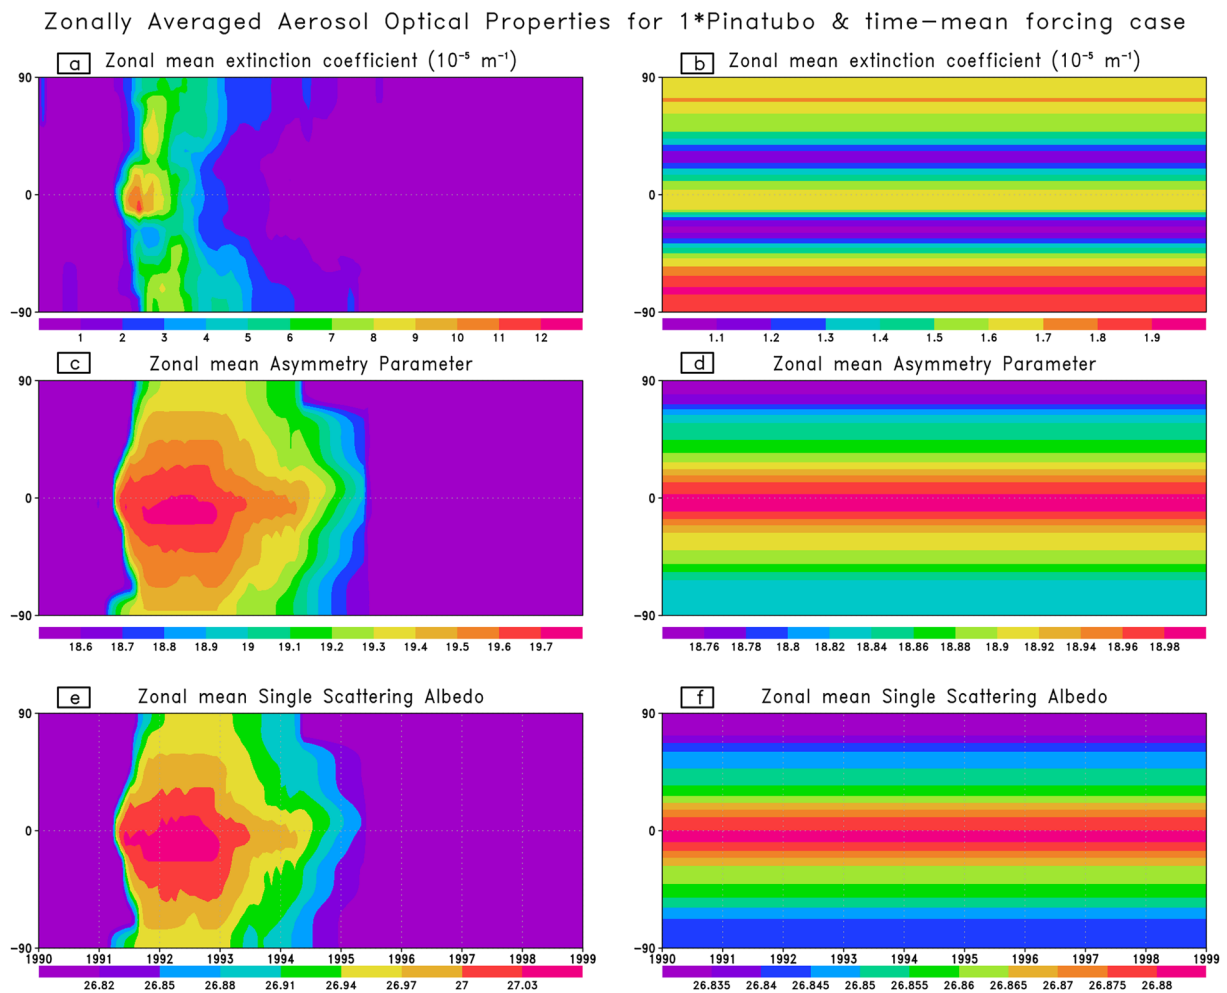 Zonally Averaged Aerosol Optical Properties for 1*Pinatubo & time−mean forcing case
a Zonal mean extinction coefficient (10⁻⁵ m⁻¹)
90
0
−90
1 2 3 4 5 6 7 8 9 10 11 12
b Zonal mean extinction coefficient (10⁻⁵ m⁻¹)
90
0
−90
1.1 1.2 1.3 1.4 1.5 1.6 1.7 1.8 1.9
c Zonal mean Asymmetry Parameter
90
0
−90
18.6 18.7 18.8 18.9 19 19.1 19.2 19.3 19.4 19.5 19.6 19.7
d Zonal mean Asymmetry Parameter
90
0
−90
18.76 18.78 18.8 18.82 18.84 18.86 18.88 18.9 18.92 18.94 18.96 18.98
e Zonal mean Single Scattering Albedo
90
0
−90
1990 1991 1992 1993 1994 1995 1996 1997 1998 1999
26.82 26.85 26.88 26.91 26.94 26.97 27 27.03
f Zonal mean Single Scattering Albedo
90
0
−90
1990 1991 1992 1993 1994 1995 1996 1997 1998 1999
26.835 26.84 26.845 26.85 26.855 26.86 26.865 26.87 26.875 26.88